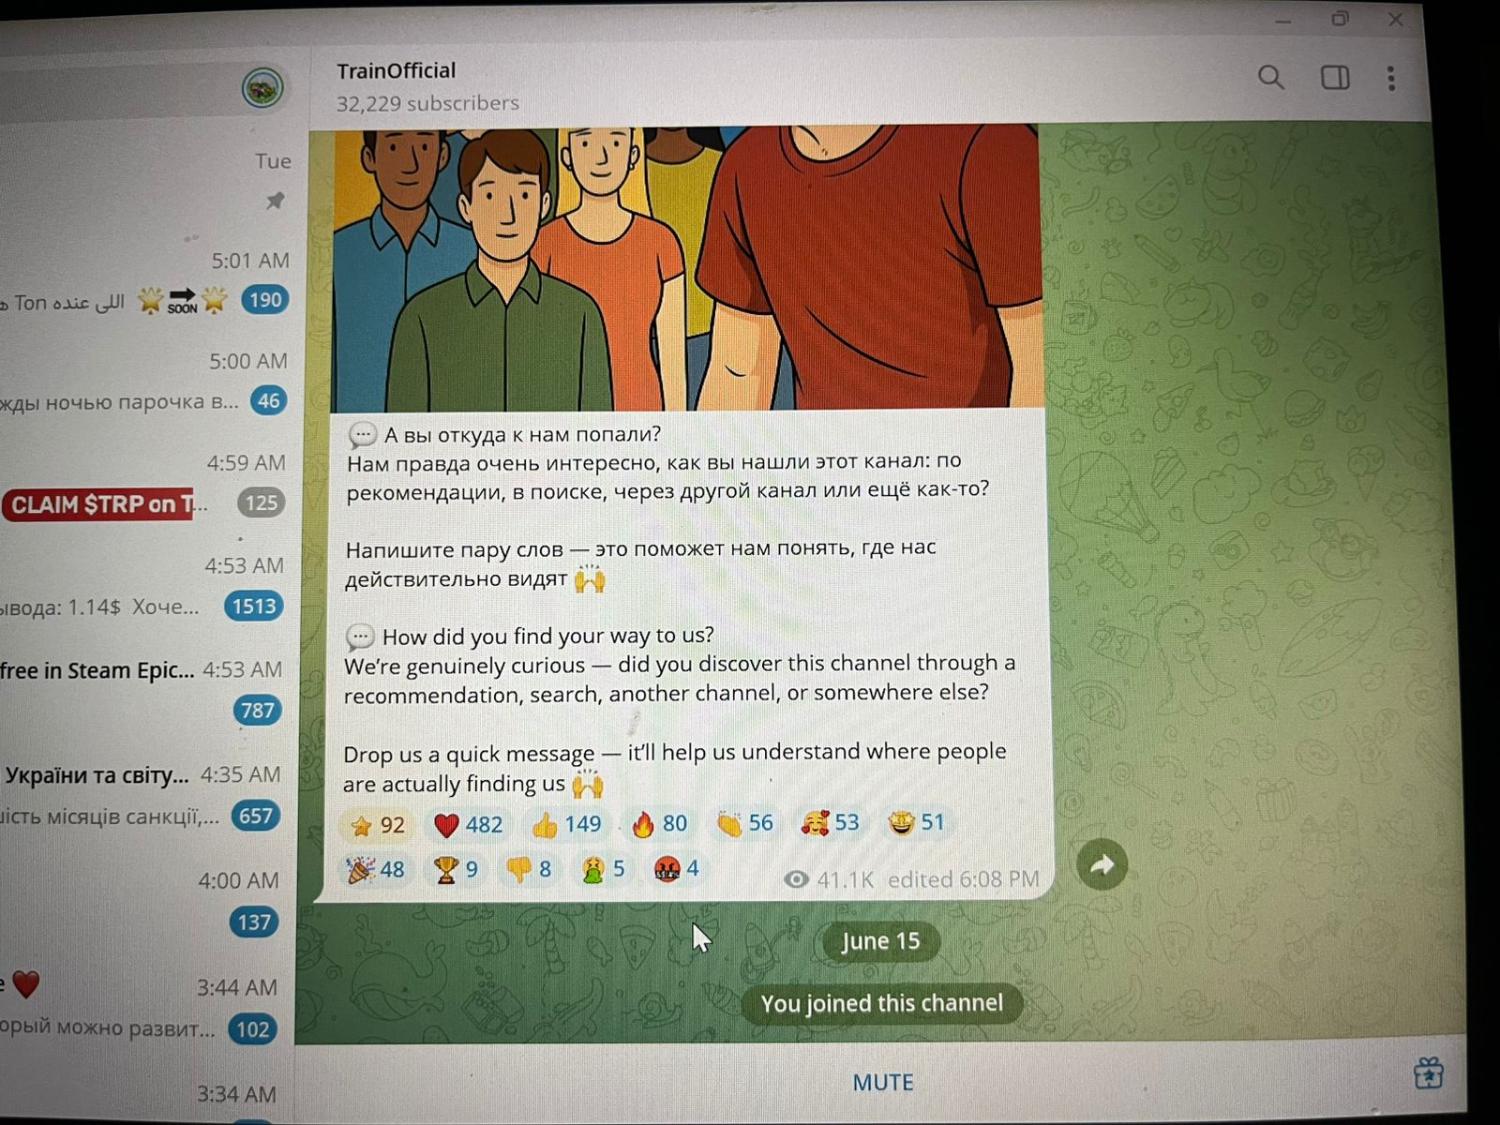 TrainOfficial
32,229 subscribers
Tue
5:01 AM
Топ اللى عنده
SOON
190
5:00 AM
ночью парочка в...
46
4:59 AM
CLAIM $TRP on T...
125
4:53 AM
1.14$ Хоче...
1513
free in Steam Epic... 4:53 AM
787
України та світу... 4:35 AM
місяців санкції,...
657
4:00 AM
137
3:44 AM
можно развит...
102
3:34 AM
А вы откуда к нам попали?
Нам правда очень интересно, как вы нашли этот канал: по
рекомендации, в поиске, через другой канал или ещё как-то?
Напишите пару слов — это поможет нам понять, где нас
действительно видят
How did you find your way to us?
We're genuinely curious — did you discover this channel through a
recommendation, search, another channel, or somewhere else?
Drop us a quick message — it'll help us understand where people
are actually finding us
92 482 149 80 56 53 51
48 9 8 5 4
41.1K edited 6:08 PM
June 15
You joined this channel
MUTE